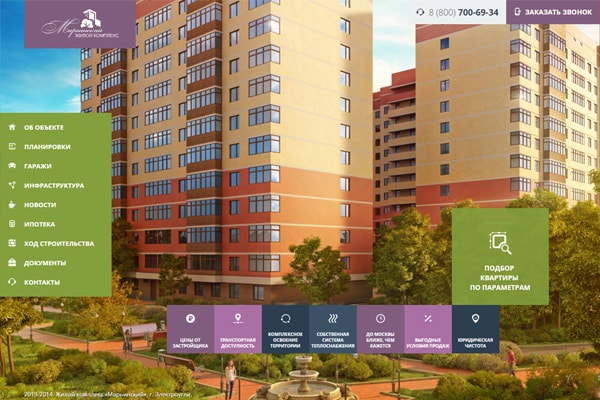 Марьинский
ЖИЛОЙ КОМПЛЕКС
8 (800) 700-69-34
ЗАКАЗАТЬ ЗВОНОК
ОБ ОБЪЕКТЕ
ПЛАНИРОВКИ
ГАРАЖИ
ИНФРАСТРУКТУРА
НОВОСТИ
ИПОТЕКА
ХОД СТРОИТЕЛЬСТВА
ДОКУМЕНТЫ
КОНТАКТЫ
ПОДБОР
КВАРТИРЫ
ПО ПАРАМЕТРАМ
ЦЕНЫ ОТ
ЗАСТРОЙЩИКА
ТРАНСПОРТНАЯ
ДОСТУПНОСТЬ
КОМПЛЕКСНОЕ
ОСВОЕНИЕ
ТЕРРИТОРИИ
СОБСТВЕННАЯ
СИСТЕМА
ТЕПЛОСНАБЖЕНИЯ
ДО МОСКВЫ
БЛИЖЕ, ЧЕМ
КАЖЕТСЯ
ВЫГОДНЫЕ
УСЛОВИЯ ПРОДАЖ
ЮРИДИЧЕСКАЯ
ЧИСТОТА
2013-2014. Жилой комплекс «Марьинский», г. Электроугли.